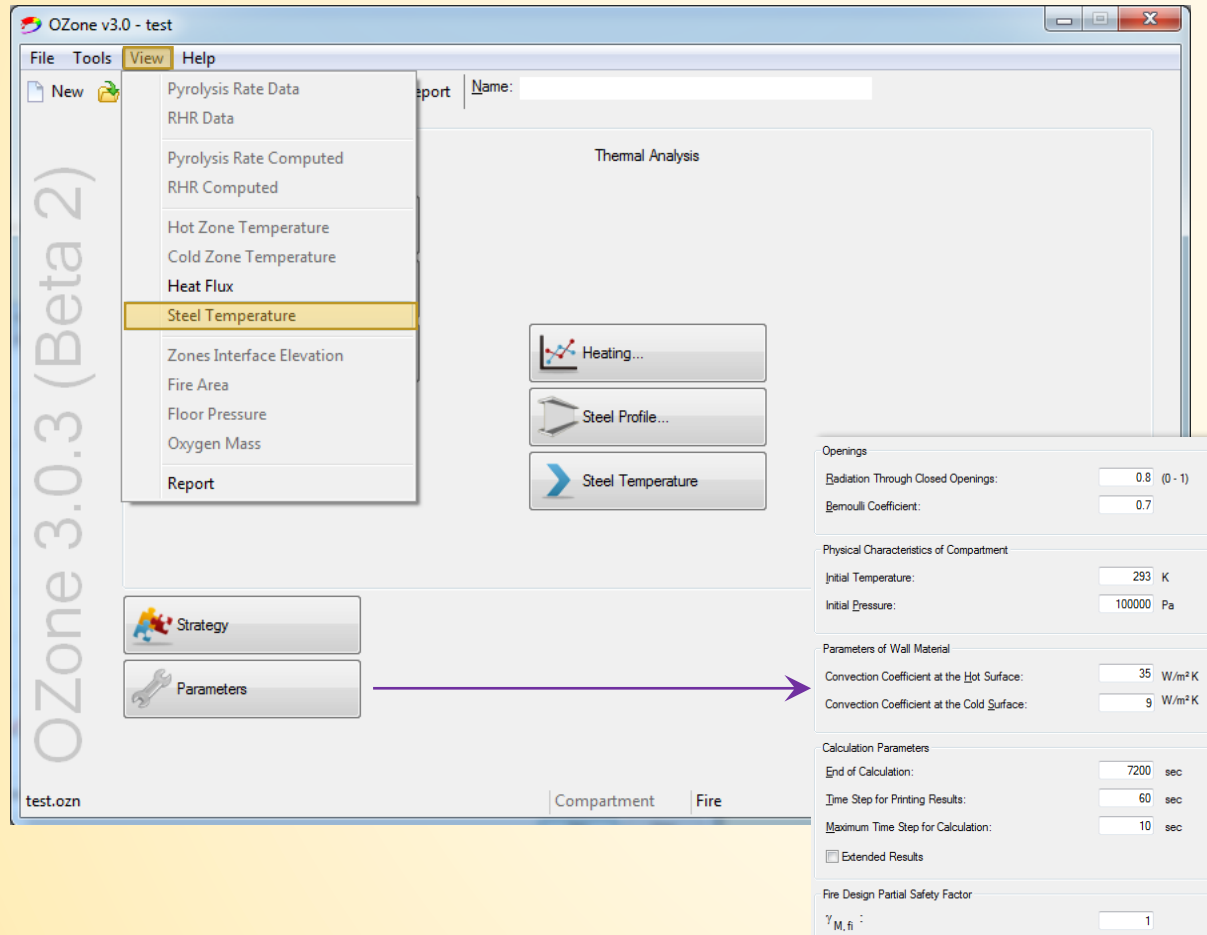 OZone v3.0 - test
File Tools View Help
New
Name:
Pyrolysis Rate Data
RHR Data
Pyrolysis Rate Computed
RHR Computed
Hot Zone Temperature
Cold Zone Temperature
Heat Flux
Steel Temperature
Zones Interface Elevation
Fire Area
Floor Pressure
Oxygen Mass
Report
OZone 3.0.3 (Beta 2)
Thermal Analysis
Heating...
Steel Profile...
Steel Temperature
Strategy
Parameters
test.ozn
Compartment Fire
Openings
Radiation Through Closed Openings: 0.8 (0 - 1)
Bernoulli Coefficient: 0.7
Physical Characteristics of Compartment
Initial Temperature: 293 K
Initial Pressure: 100000 Pa
Parameters of Wall Material
Convection Coefficient at the Hot Surface: 35 W/m²K
Convection Coefficient at the Cold Surface: 9 W/m²K
Calculation Parameters
End of Calculation: 7200 sec
Time Step for Printing Results: 60 sec
Maximum Time Step for Calculation: 10 sec
Extended Results
Fire Design Partial Safety Factor
γ M, fi : 1